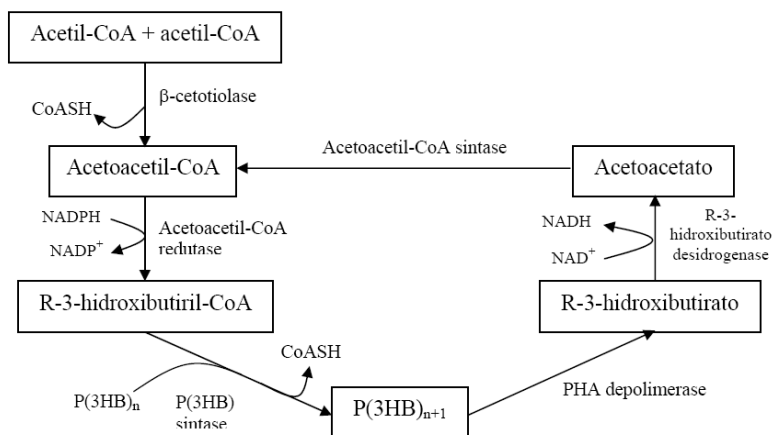 Acetil-CoA + acetil-CoA
β-cetotiolase
CoASH
Acetoacetil-CoA sintase
Acetoacetil-CoA
Acetoacetato
NADPH
Acetoacetil-CoA
redutase
NADP⁺
NADH
R-3-
hidroxibutirato
desidrogenase
NAD⁺
R-3-hidroxibutiril-CoA
R-3-hidroxibutirato
CoASH
P(3HB)ₙ
P(3HB)
sintase
P(3HB)ₙ₊₁
PHA depolimerase